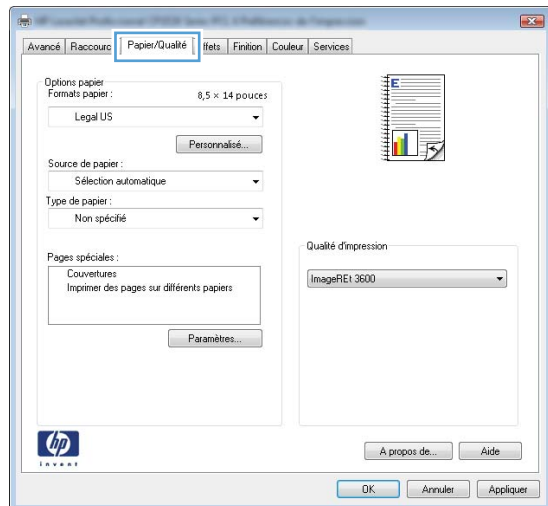 Avancé Raccourc Papier/Qualité ffets Finition Couleur Services
Options papier
Formats papier :
8,5 × 14 pouces
Legal US
Personnalisé...
Source de papier :
Sélection automatique
Type de papier :
Non spécifié
Pages spéciales :
Couvertures
Imprimer des pages sur différents papiers
Paramètres...
E
Qualité d'impression
ImageREt 3600
hp
invent
A propos de... Aide
OK Annuler Appliquer